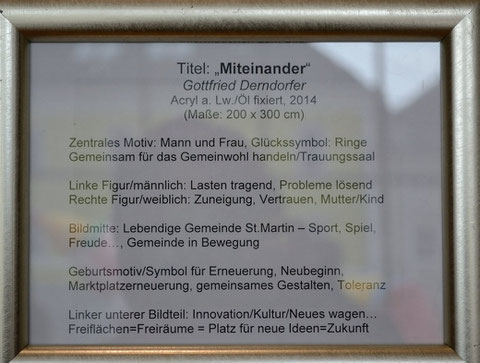 Titel: „Miteinander“
Gottfried Derndorfer
Acryl a. Lw./Öl fixiert, 2014
(Maße: 200 x 300 cm)
Zentrales Motiv: Mann und Frau, Glückssymbol: Ringe
Gemeinsam für das Gemeinwohl handeln/Trauungssaal
Linke Figur/männlich: Lasten tragend, Probleme lösend
Rechte Figur/weiblich: Zuneigung, Vertrauen, Mutter/Kind
Bildmitte: Lebendige Gemeinde St.Martin – Sport, Spiel,
Freude…, Gemeinde in Bewegung
Geburtsmotiv/Symbol für Erneuerung, Neubeginn,
Marktplatzerneuerung, gemeinsames Gestalten, Toleranz
Linker unterer Bildteil: Innovation/Kultur/Neues wagen…
Freiflächen=Freiräume = Platz für neue Ideen=Zukunft